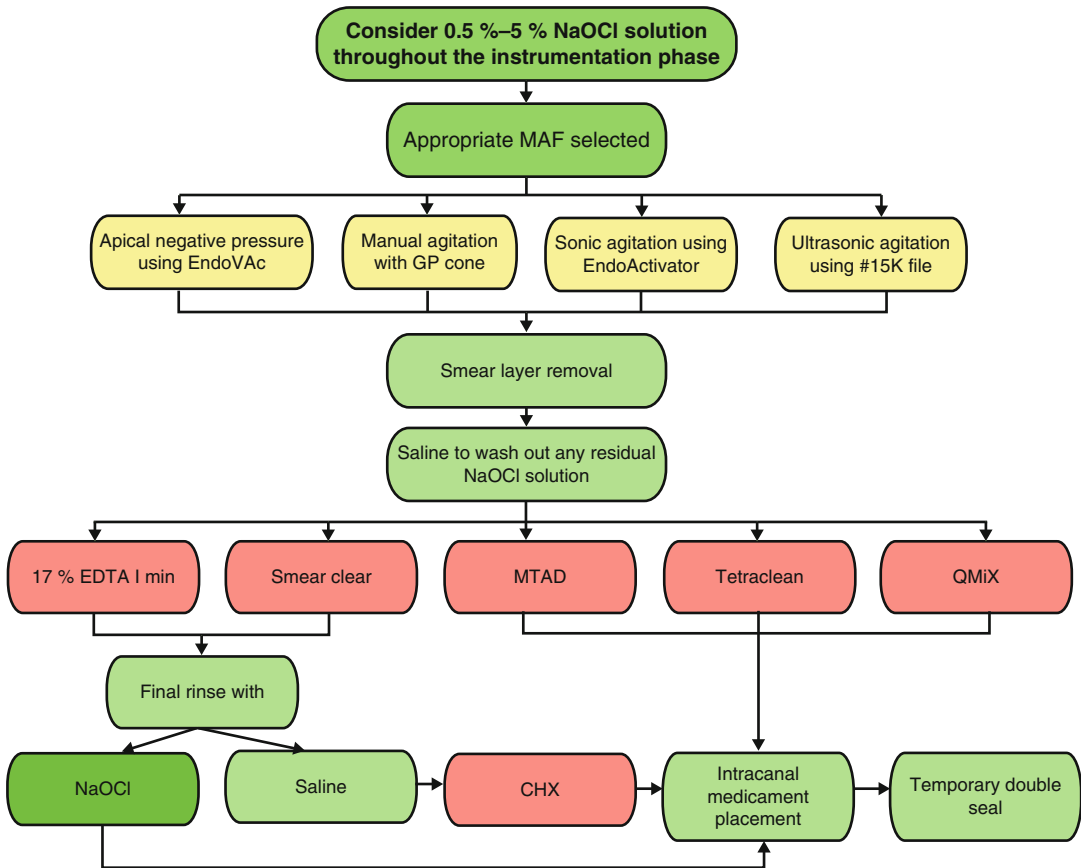 Consider 0.5 %–5 % NaOCl solution
throughout the instrumentation phase
Appropriate MAF selected
Apical negative pressure
using EndoVAc
Manual agitation
with GP cone
Sonic agitation using
EndoActivator
Ultrasonic agitation
using #15K file
Smear layer removal
Saline to wash out any residual
NaOCl solution
17 % EDTA I min
Smear clear
MTAD
Tetraclean
QMiX
Final rinse with
NaOCl
Saline
CHX
Intracanal
medicament
placement
Temporary double
seal